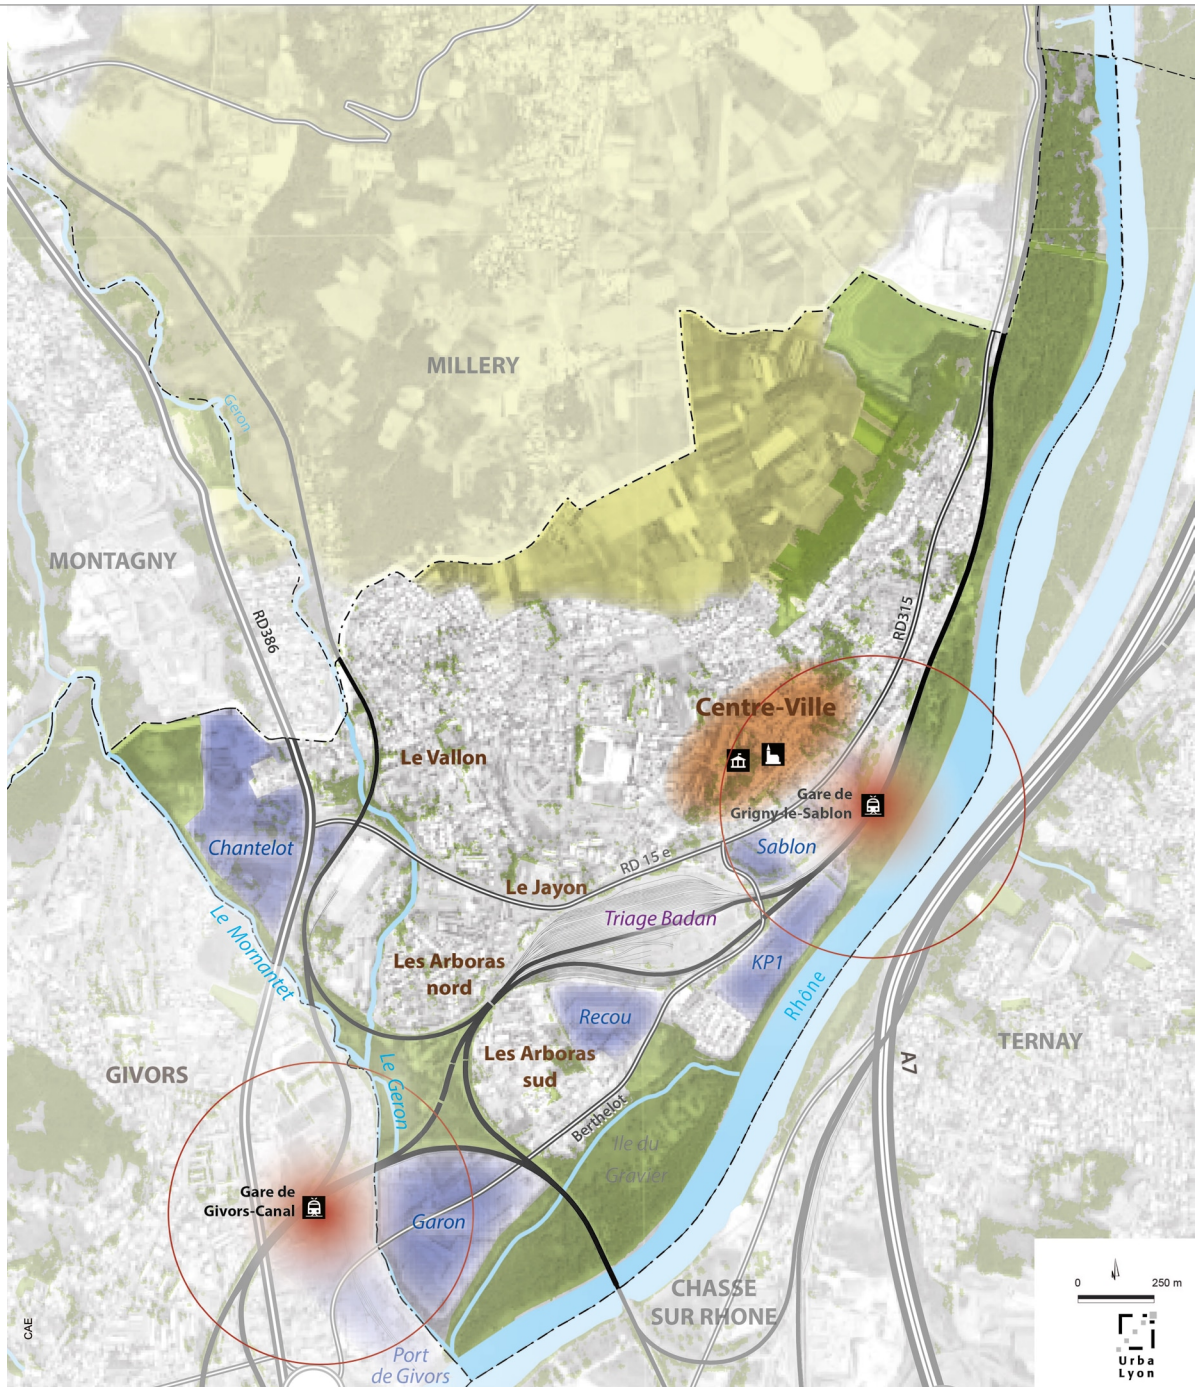 MILLERY
Géron
MONTAGNY
RD386
RD315
Centre-Ville
Le Vallon
Gare de
Grigny-le-Sablon
Chantelot
Sablon
RD 15 e
Le Jayon
Triage Badan
Le Mornantet
Les Arboras
nord
KP1
Rhône
Recou
TERNAY
A7
GIVORS
Le Geron
Les Arboras
sud
Berthelot
Ile du
Gravier
Gare de
Givors-Canal
Garon
CHASSE
SUR RHONE
Port
de Givors
CAE
0 250 m
Urba
Lyon